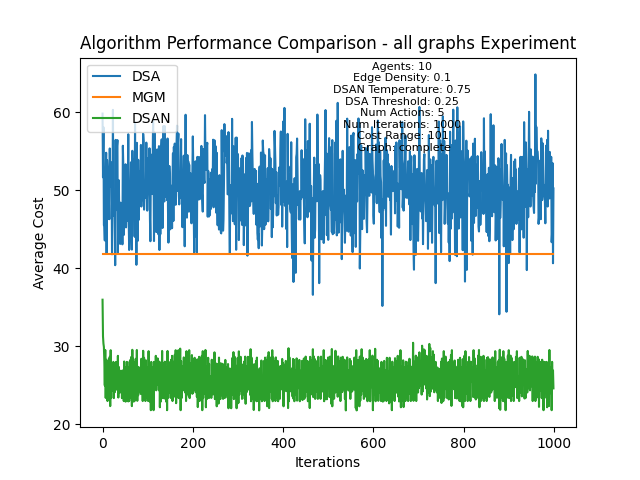 Algorithm Performance Comparison - all graphs Experiment
DSA
MGM
DSAN
Agents: 10
Edge Density: 0.1
DSAN Temperature: 0.75
DSA Threshold: 0.25
Num Actions: 5
Num Iterations: 1000
Cost Range: 101
Graph: complete
Average Cost
60
50
40
30
20
0
200
400
600
800
1000
Iterations